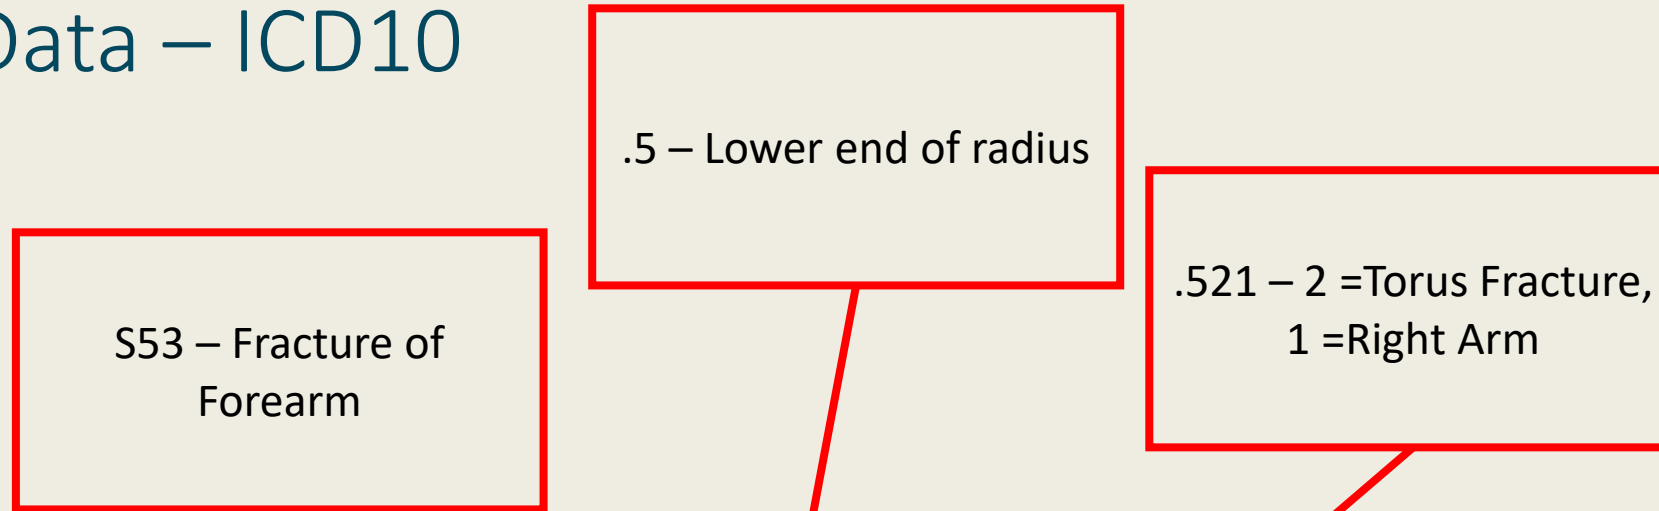 Data – ICD10
.5 – Lower end of radius
.521 – 2 =Torus Fracture,
1 =Right Arm
S53 – Fracture of
Forearm